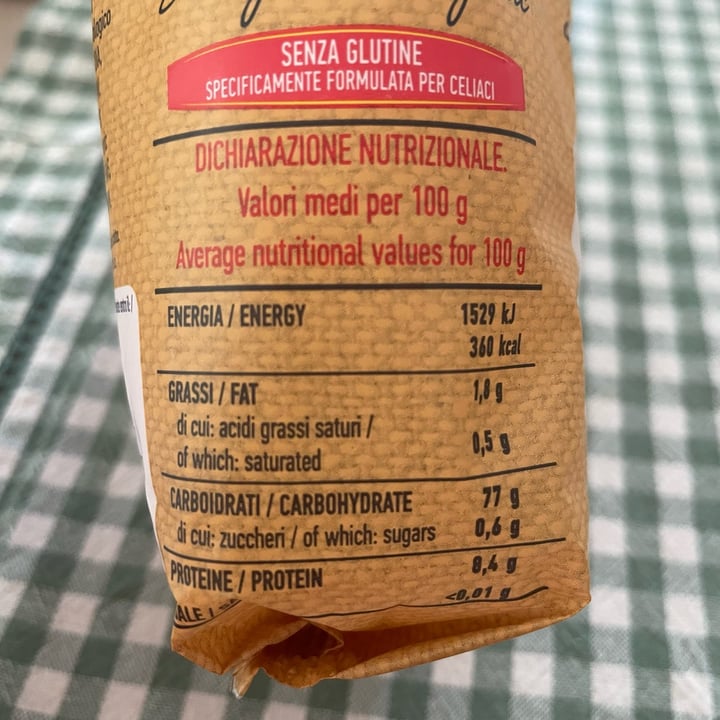 SENZA GLUTINE
SPECIFICAMENTE FORMULATA PER CELIACI
DICHIARAZIONE NUTRIZIONALE.
Valori medi per 100 g
Average nutritional values for 100 g
ENERGIA / ENERGY 1529 kJ
360 kcal
GRASSI / FAT 1,8 g
di cui: acidi grassi saturi /
of which: saturated 0,5 g
CARBOIDRATI / CARBOHYDRATE 77 g
di cui: zuccheri / of which: sugars 0,6 g
PROTEINE / PROTEIN 8,4 g
<0,01 g